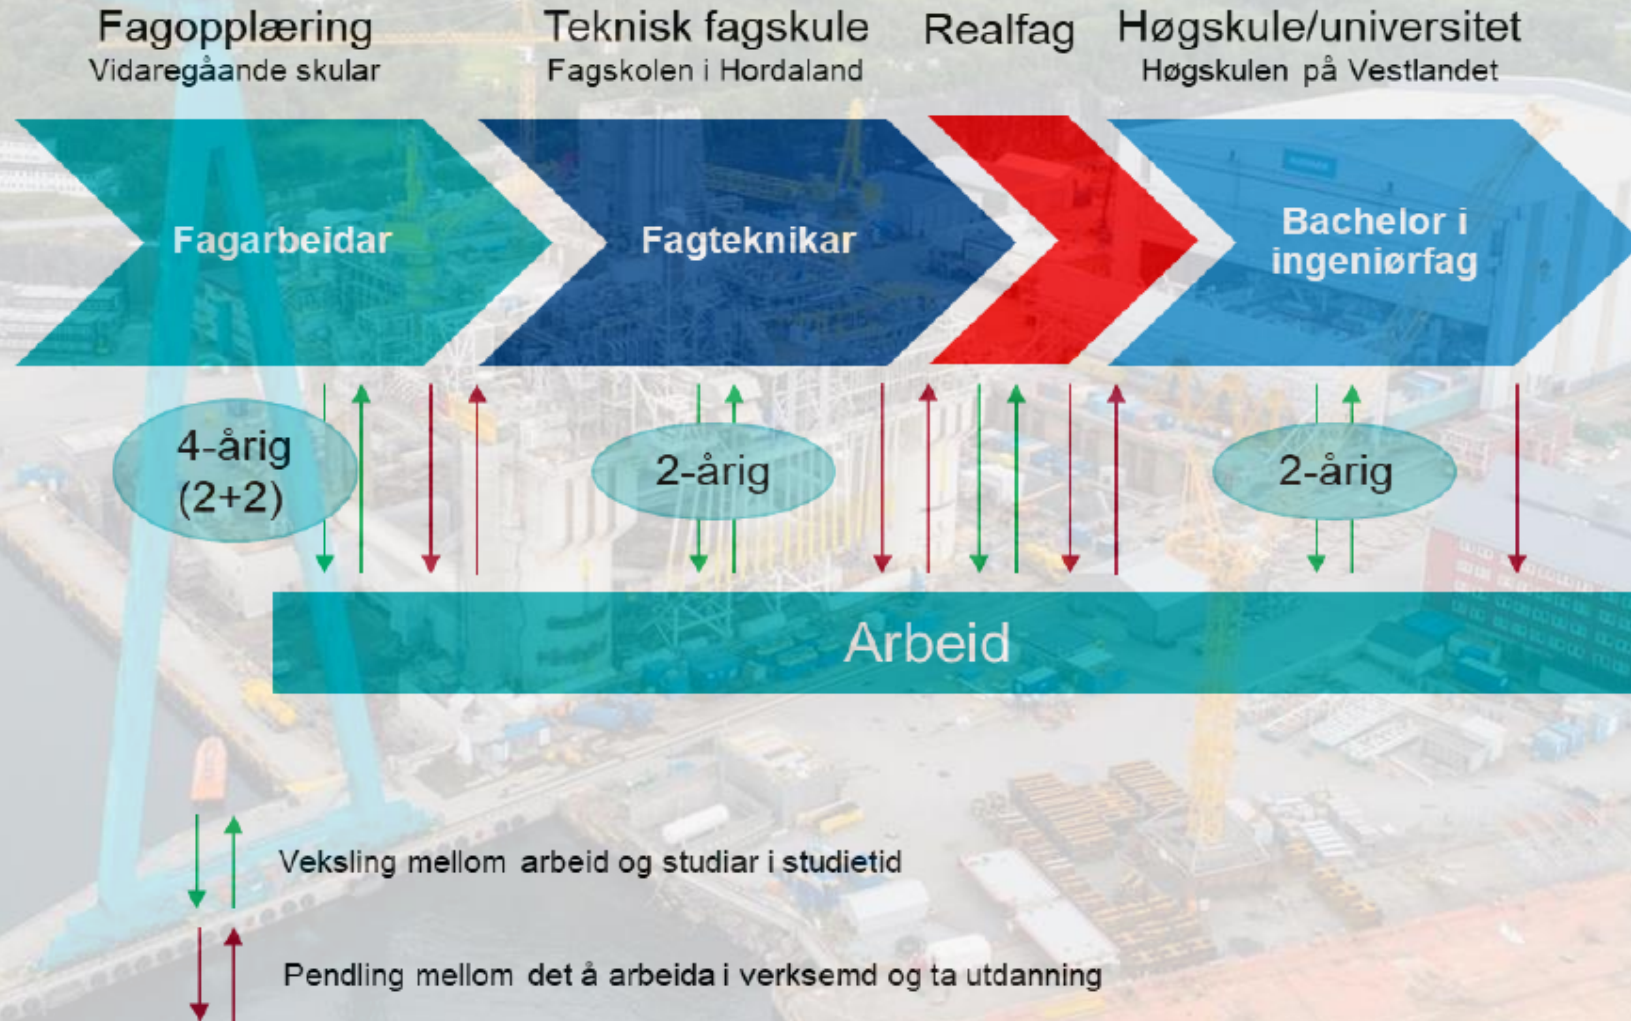 Fagopplæring
Vidaregåande skular
Teknisk fagskule
Fagskolen i Hordaland
Realfag
Høgskule/universitet
Høgskulen på Vestlandet
Fagarbeidar
Fagteknikar
Bachelor i
ingeniørfag
4-årig
(2+2)
2-årig
2-årig
Arbeid
Veksling mellom arbeid og studiar i studietid
Pendling mellom det å arbeida i verksemd og ta utdanning